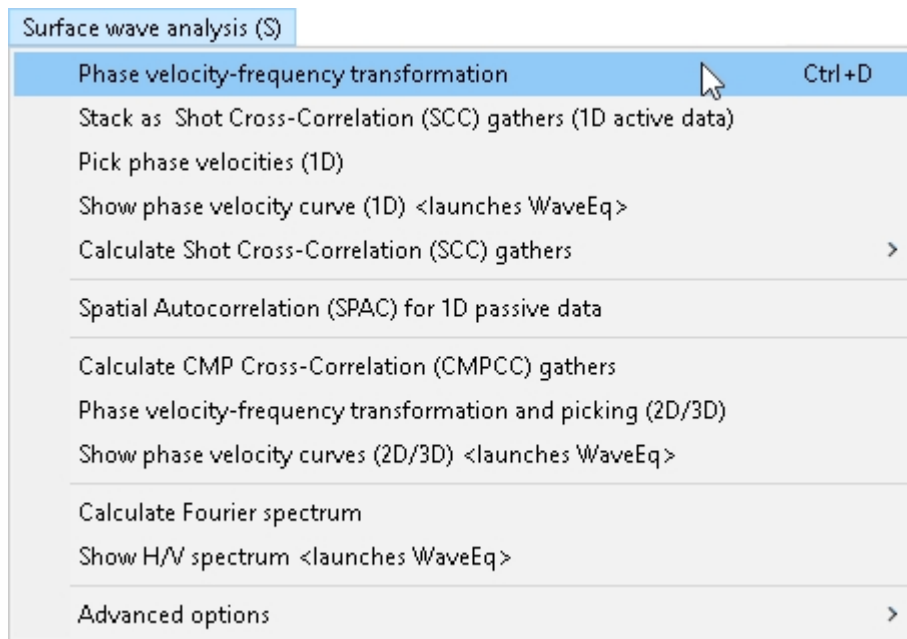 Surface wave analysis (S)
Phase velocity-frequency transformation Ctrl+D
Stack as Shot Cross-Correlation (SCC) gathers (1D active data)
Pick phase velocities (1D)
Show phase velocity curve (1D) <launches WaveEq>
Calculate Shot Cross-Correlation (SCC) gathers >
Spatial Autocorrelation (SPAC) for 1D passive data
Calculate CMP Cross-Correlation (CMPCC) gathers
Phase velocity-frequency transformation and picking (2D/3D)
Show phase velocity curves (2D/3D) <launches WaveEq>
Calculate Fourier spectrum
Show H/V spectrum <launches WaveEq>
Advanced options >